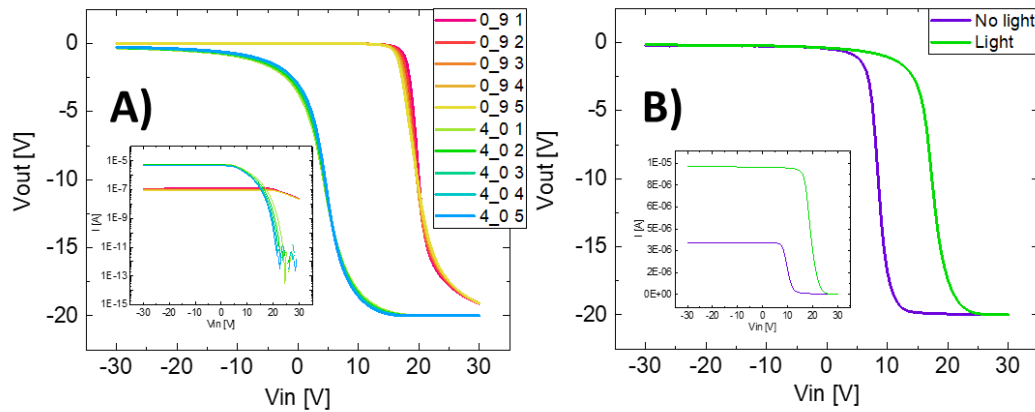 A)
Vout [V]
0
-5
-10
-15
-20
-30 -20 -10 0 10 20 30
Vin [V]
0_9 1
0_9 2
0_9 3
0_9 4
0_9 5
4_0 1
4_0 2
4_0 3
4_0 4
4_0 5
I [A]
1E-3
1E-5
1E-7
1E-9
1E-11
1E-13
1E-15
-30 -20 -10 0 10 20 30
Vin [V]
B)
Vout [V]
0
-5
-10
-15
-20
-30 -20 -10 0 10 20 30
Vin [V]
No light
Light
I [A]
1E-05
8E-06
6E-06
5E-06
3E-06
2E-06
0E+00
-30 -20 -10 0 10 20 30
Vin [V]